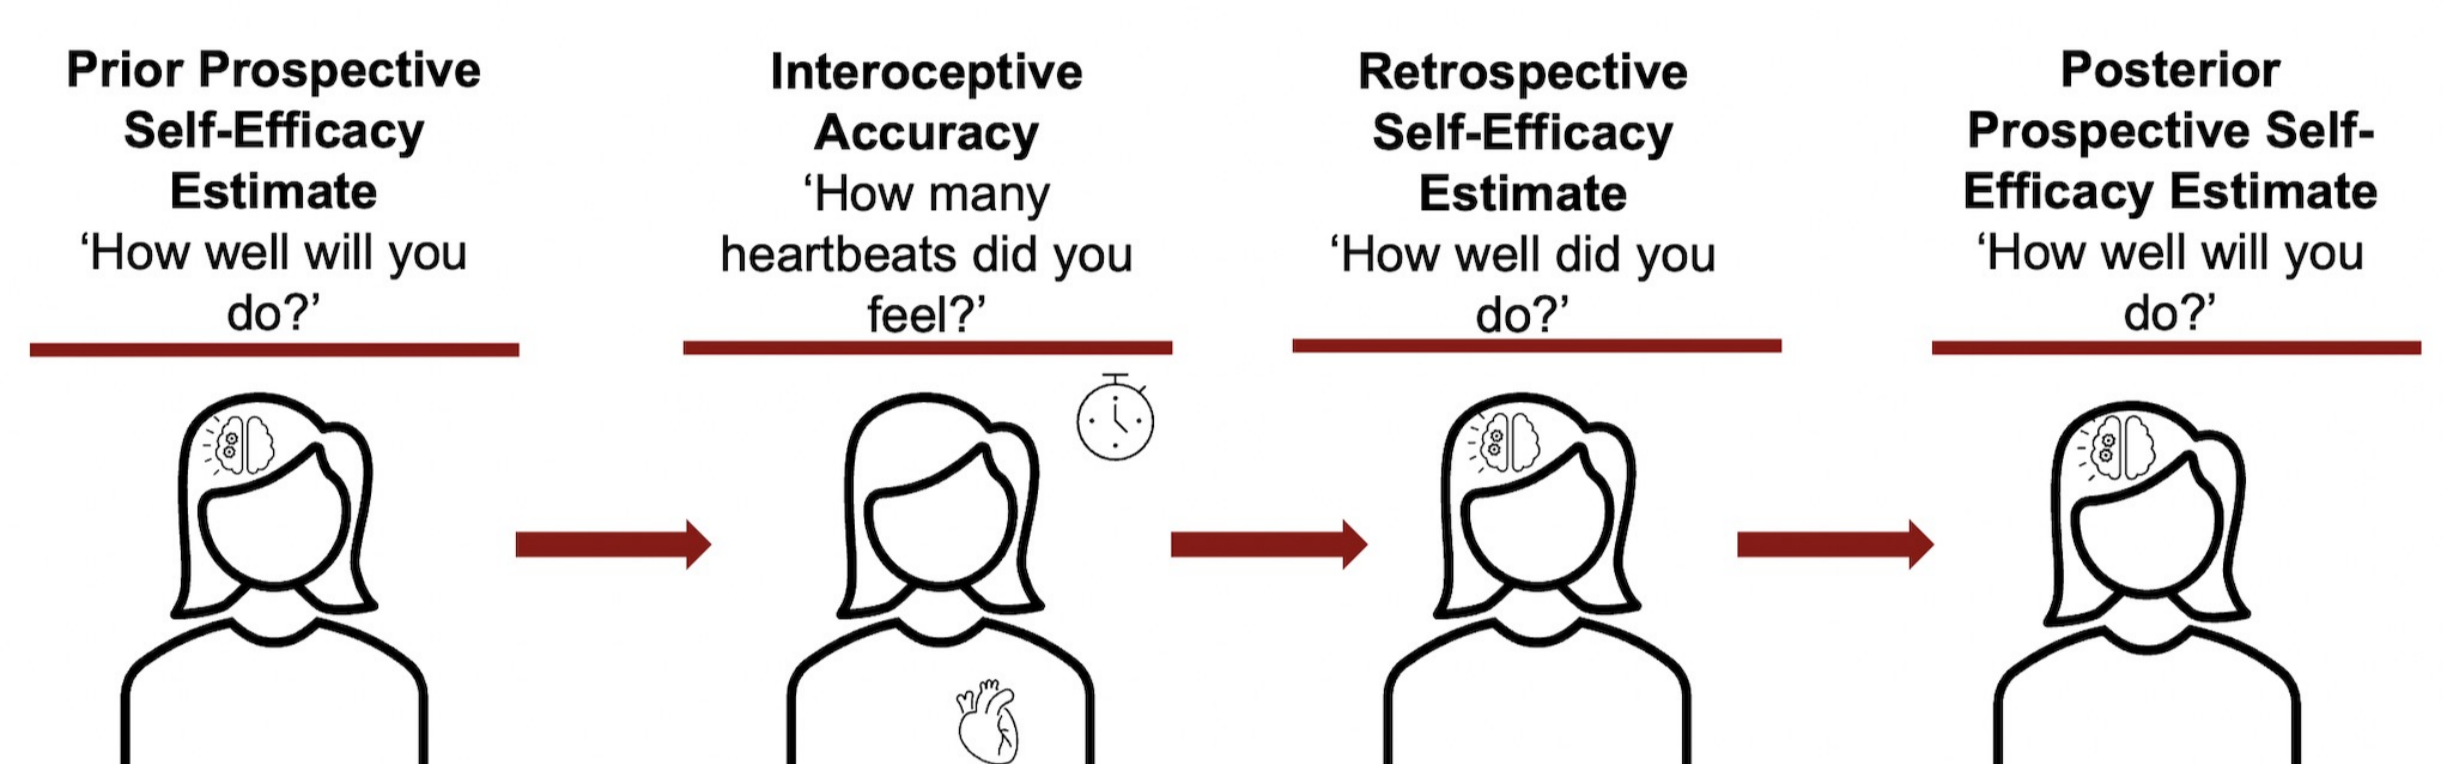 Prior Prospective
Self-Efficacy
Estimate
‘How well will you
do?’
Interoceptive
Accuracy
‘How many
heartbeats did you
feel?’
Retrospective
Self-Efficacy
Estimate
‘How well did you
do?’
Posterior
Prospective Self-
Efficacy Estimate
‘How well will you
do?’